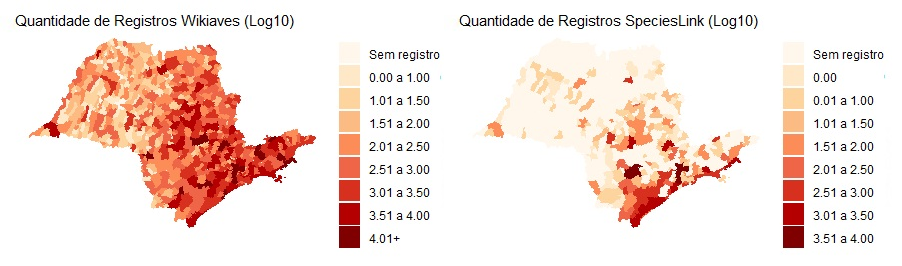 Quantidade de Registros Wikiaves (Log10)
Sem registro
0.00 a 1.00
1.01 a 1.50
1.51 a 2.00
2.01 a 2.50
2.51 a 3.00
3.01 a 3.50
3.51 a 4.00
4.01+
Quantidade de Registros SpeciesLink (Log10)
Sem registro
0.00
0.01 a 1.00
1.01 a 1.50
1.51 a 2.00
2.01 a 2.50
2.51 a 3.00
3.01 a 3.50
3.51 a 4.00